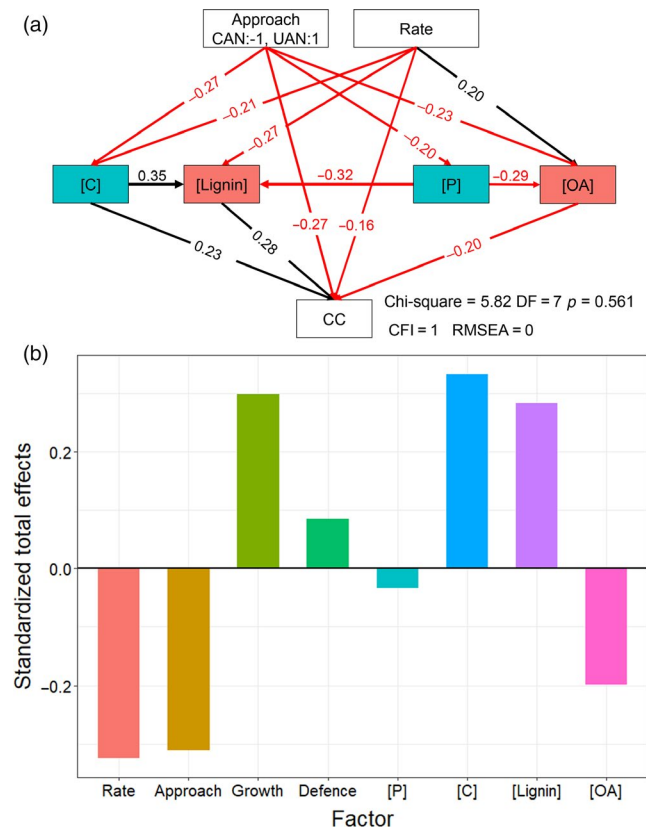 (a)
Approach
CAN:-1, UAN:1
Rate
−0.27
−0.21
−0.27
−0.20
−0.23
0.20
[C]
0.35
[Lignin]
−0.32
[P]
−0.29
[OA]
0.23
0.28
−0.27
−0.16
−0.20
CC
Chi-square = 5.82 DF = 7 p = 0.561
CFI = 1 RMSEA = 0
(b)
Standardized total effects
0.2
0.0
−0.2
Rate Approach Growth Defence [P] [C] [Lignin] [OA]
Factor